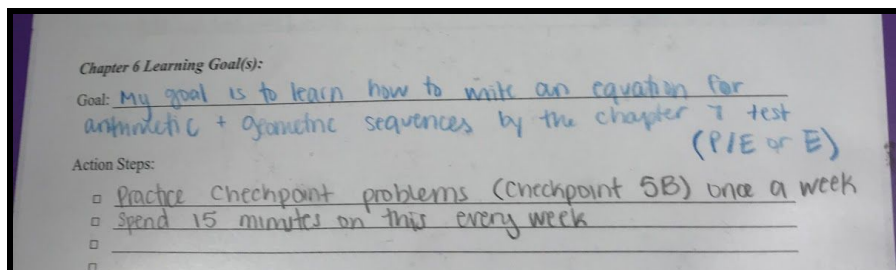 Chapter 6 Learning Goal(s):
Goal: My goal is to learn how to write an equation for
arithmetic + geometric sequences by the chapter 7 test
(P/E or E)
Action Steps:
□ Practice Checkpoint problems (Checkpoint 5B) once a week
□ Spend 15 minutes on this every week
□
□